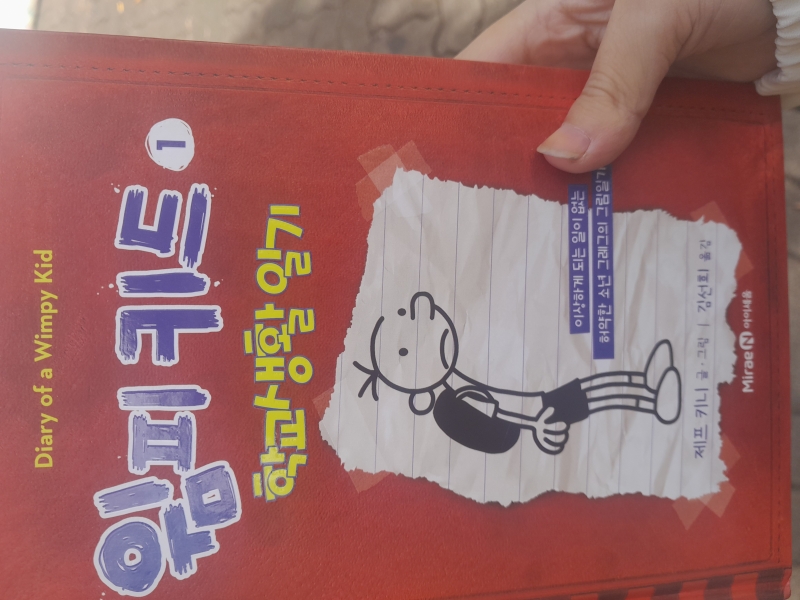 Diary of a Wimpy Kid
윔피 키드 1
학교생활 일기
이상하게 되는 일이 없는
허약한 소년 그레그의 그림일기
제프 키니 글·그림 | 김선희 옮김
Mirae N 아이세움